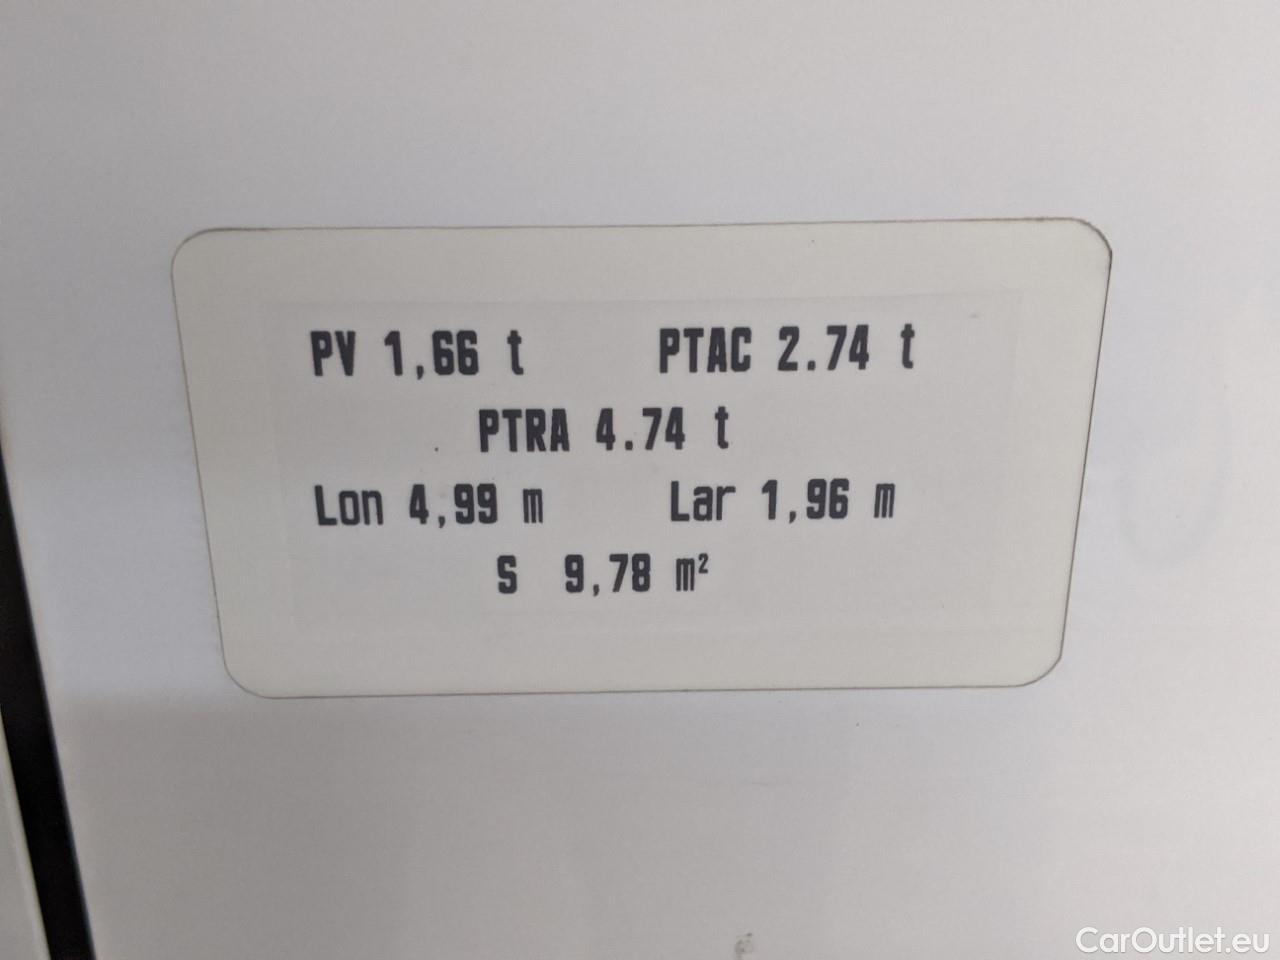 PV 1,66 t PTAC 2.74 t
PTRA 4.74 t
Lon 4,99 m Lar 1,96 m
S 9,78 m²
CarOutlet.eu